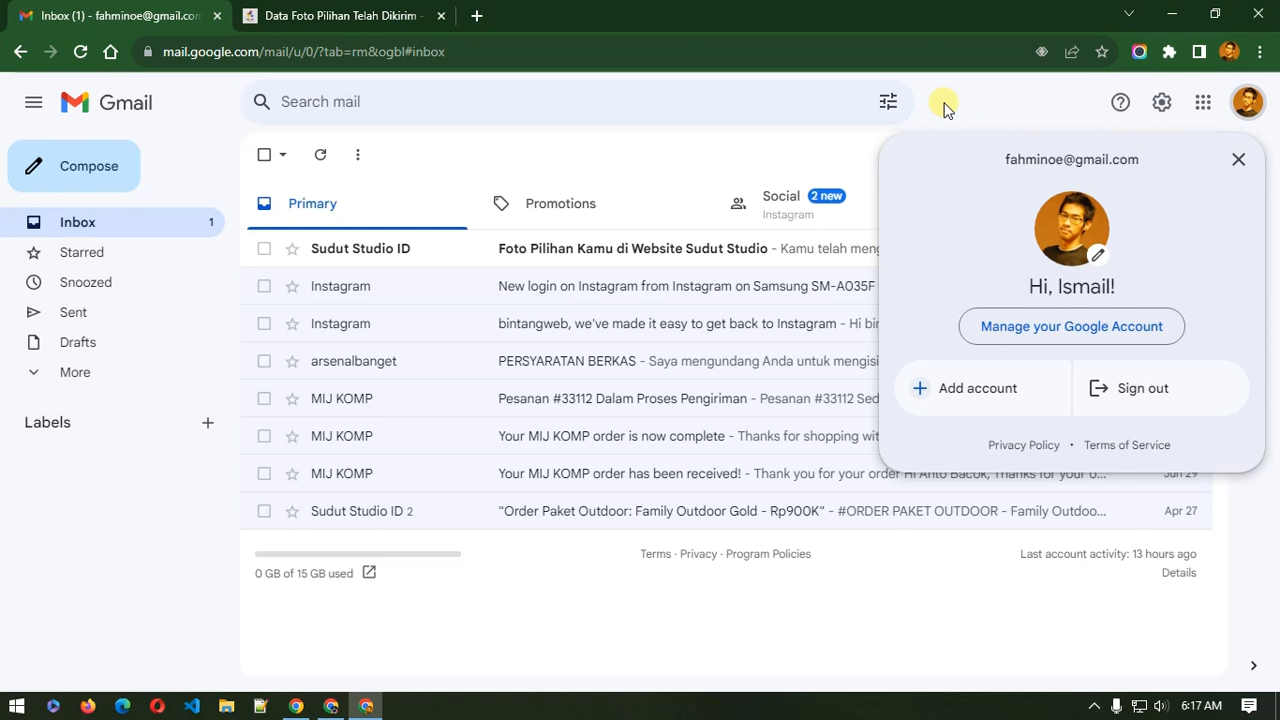 Inbox (1) - fahminoe@gmail.com
Data Foto Pilihan Telah Dikirim -
mail.google.com/mail/u/0/?tab=rm&ogbl#inbox
Gmail
Search mail
Compose
Inbox 1
Starred
Snoozed
Sent
Drafts
More
Labels
Primary
Promotions
Social 2 new
Instagram
Sudut Studio ID Foto Pilihan Kamu di Website Sudut Studio - Kamu telah
Instagram New login on Instagram from Instagram on Samsung SM-A035F
Instagram bintangweb, we've made it easy to get back to Instagram - Hi
arsenalbanget PERSYARATAN BERKAS - Saya mengundang Anda untuk mengisi
MIJ KOMP Pesanan #33112 Dalam Proses Pengiriman - Pesanan #33112
MIJ KOMP Your MIJ KOMP order is now complete - Thanks for shopping
MIJ KOMP Your MIJ KOMP order has been received! - Thank you for your order Hi Anto Bacok, Thanks for your o... Jun 29
Sudut Studio ID 2 "Order Paket Outdoor: Family Outdoor Gold - Rp900K" - #ORDER PAKET OUTDOOR - Family Outdoo... Apr 27
0 GB of 15 GB used
Terms · Privacy · Program Policies
Last account activity: 13 hours ago
Details
fahminoe@gmail.com
Hi, Ismail!
Manage your Google Account
Add account
Sign out
Privacy Policy • Terms of Service
6:17 AM